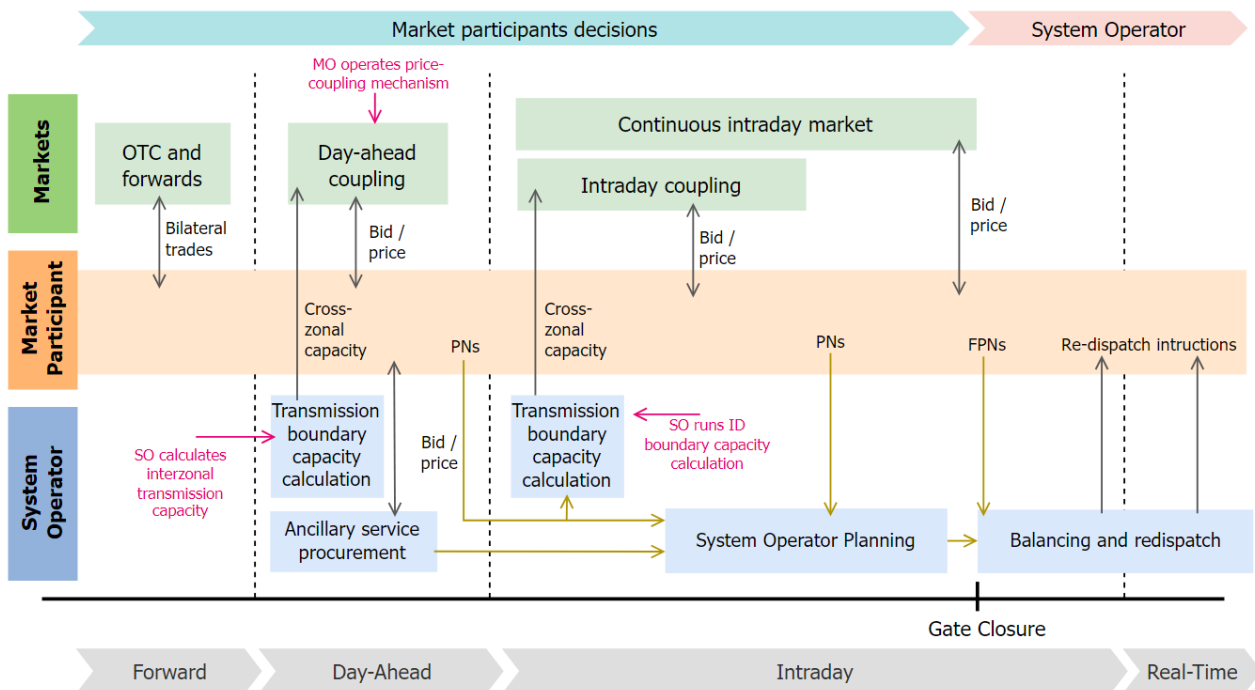 Market participants decisions
System Operator
MO operates price-
coupling mechanism
Markets
OTC and
forwards
Day-ahead
coupling
Continuous intraday market
Intraday coupling
Bilateral
trades
Bid /
price
Bid /
price
Bid /
price
Market
Participant
Cross-
zonal
capacity
PNs
Cross-
zonal
capacity
PNs
FPNs
Re-dispatch intructions
System
Operator
SO calculates
interzonal
transmission
capacity
Transmission
boundary
capacity
calculation
Bid /
price
Transmission
boundary
capacity
calculation
SO runs ID
boundary capacity
calculation
Ancillary service
procurement
System Operator Planning
Balancing and redispatch
Gate Closure
Forward
Day-Ahead
Intraday
Real-Time